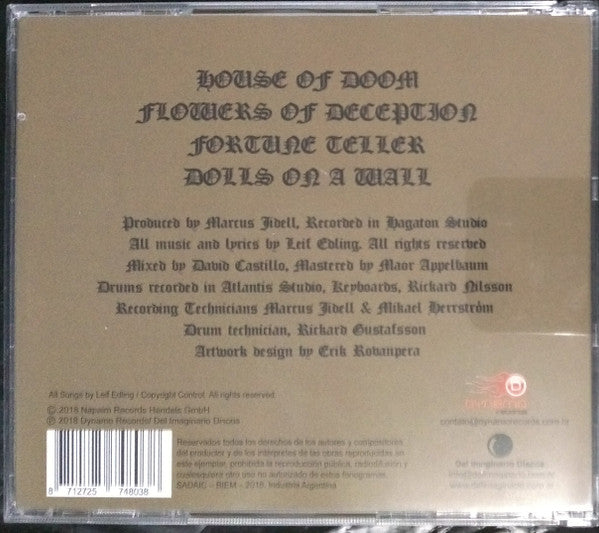 HOUSE OF DOOM
FLOWERS OF DECEPTION
FORTUNE TELLER
DOLLS ON A WALL
Produced by Marcus Jidell, Recorded in Hagaton Studio
All music and lyrics by Leif Edling. All rights reserved
Mixed by David Castillo, Mastered by Maor Appelbaum
Drums recorded in Atlantis Studio, Keyboards, Rickard Nilsson
Recording Technicians Marcus Jidell & Mikael Herrström
Drum technician, Rickard Gustafsson
Artwork design by Erik Rovanpera
All Songs by Leif Edling / Copyright Control. All rights reserved.
© 2018 Napalm Records Handels GmbH
℗ 2018 Dynamo Records/ Del Imaginario Discos
Reservados todos los derechos de los autores y compositores
del productor y de los intérpretes de las obras reproducidas en
este ejemplar, prohibida la reproducción pública, radiodifusión y
cualesquiera otro uso no autorizado de estos fonogramas.
SADAIC - BIEM - 2018. Industria Argentina
8 712725 748038
D
contato@dynamorecords.com.br
Del Imaginario Discos